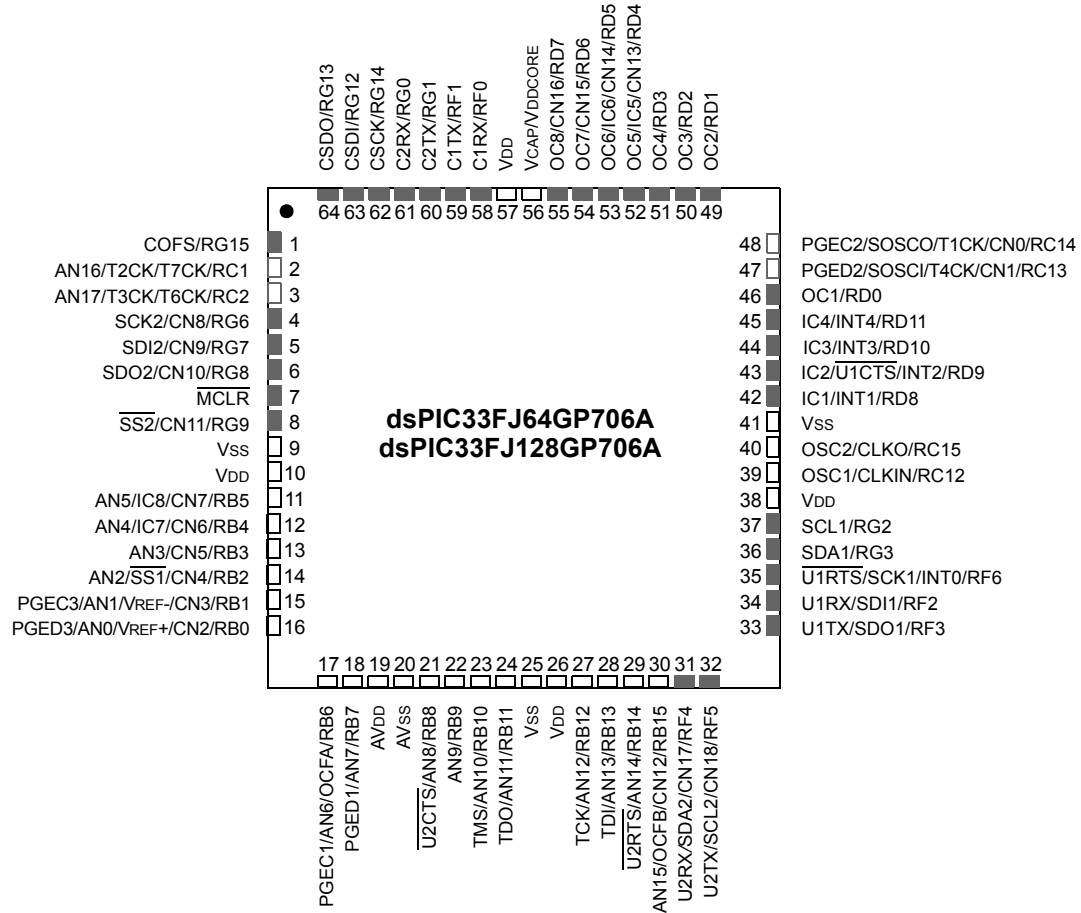 CSDO/RG13
CSDI/RG12
CSCK/RG14
C2RX/RG0
C2TX/RG1
C1TX/RF1
C1RX/RF0
VDD
VCAP/VDDCORE
OC8/CN16/RD7
OC7/CN15/RD6
OC6/IC6/CN14/RD5
OC5/IC5/CN13/RD4
OC4/RD3
OC3/RD2
OC2/RD1
64 63 62 61 60 59 58 57 56 55 54 53 52 51 50 49
COFS/RG15 1
AN16/T2CK/T7CK/RC1 2
AN17/T3CK/T6CK/RC2 3
SCK2/CN8/RG6 4
SDI2/CN9/RG7 5
SDO2/CN10/RG8 6
MCLR 7
SS2/CN11/RG9 8
VSS 9
VDD 10
AN5/IC8/CN7/RB5 11
AN4/IC7/CN6/RB4 12
AN3/CN5/RB3 13
AN2/SS1/CN4/RB2 14
PGEC3/AN1/VREF-/CN3/RB1 15
PGED3/AN0/VREF+/CN2/RB0 16
dsPIC33FJ64GP706A
dsPIC33FJ128GP706A
48 PGEC2/SOSCO/T1CK/CN0/RC14
47 PGED2/SOSCI/T4CK/CN1/RC13
46 OC1/RD0
45 IC4/INT4/RD11
44 IC3/INT3/RD10
43 IC2/U1CTS/INT2/RD9
42 IC1/INT1/RD8
41 VSS
40 OSC2/CLKO/RC15
39 OSC1/CLKIN/RC12
38 VDD
37 SCL1/RG2
36 SDA1/RG3
35 U1RTS/SCK1/INT0/RF6
34 U1RX/SDI1/RF2
33 U1TX/SDO1/RF3
17 18 19 20 21 22 23 24 25 26 27 28 29 30 31 32
PGEC1/AN6/OCFA/RB6
PGED1/AN7/RB7
AVDD
AVSS
U2CTS/AN8/RB8
AN9/RB9
TMS/AN10/RB10
TDO/AN11/RB11
VSS
VDD
TCK/AN12/RB12
TDI/AN13/RB13
U2RTS/AN14/RB14
AN15/OCFB/CN12/RB15
U2RX/SDA2/CN17/RF4
U2TX/SCL2/CN18/RF5